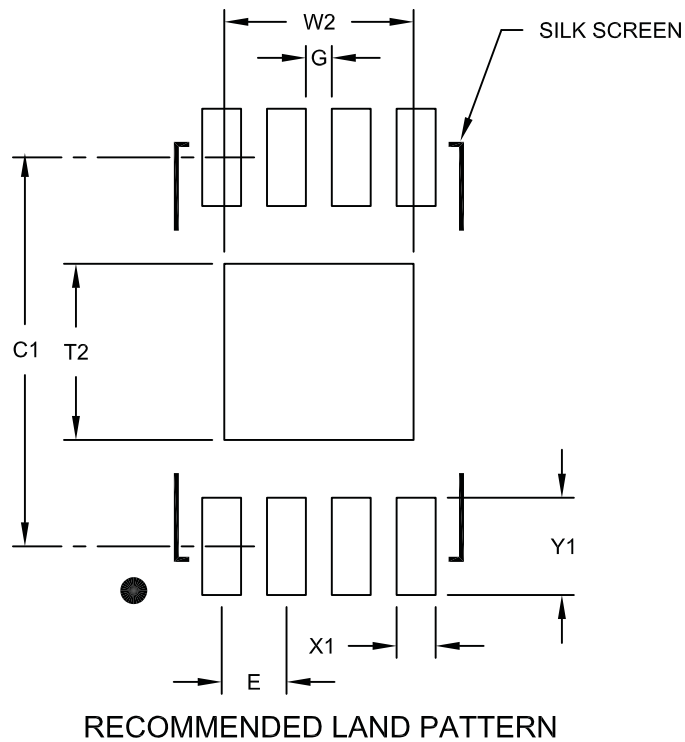 W2
SILK SCREEN
G
C1
T2
Y1
X1
E
RECOMMENDED LAND PATTERN